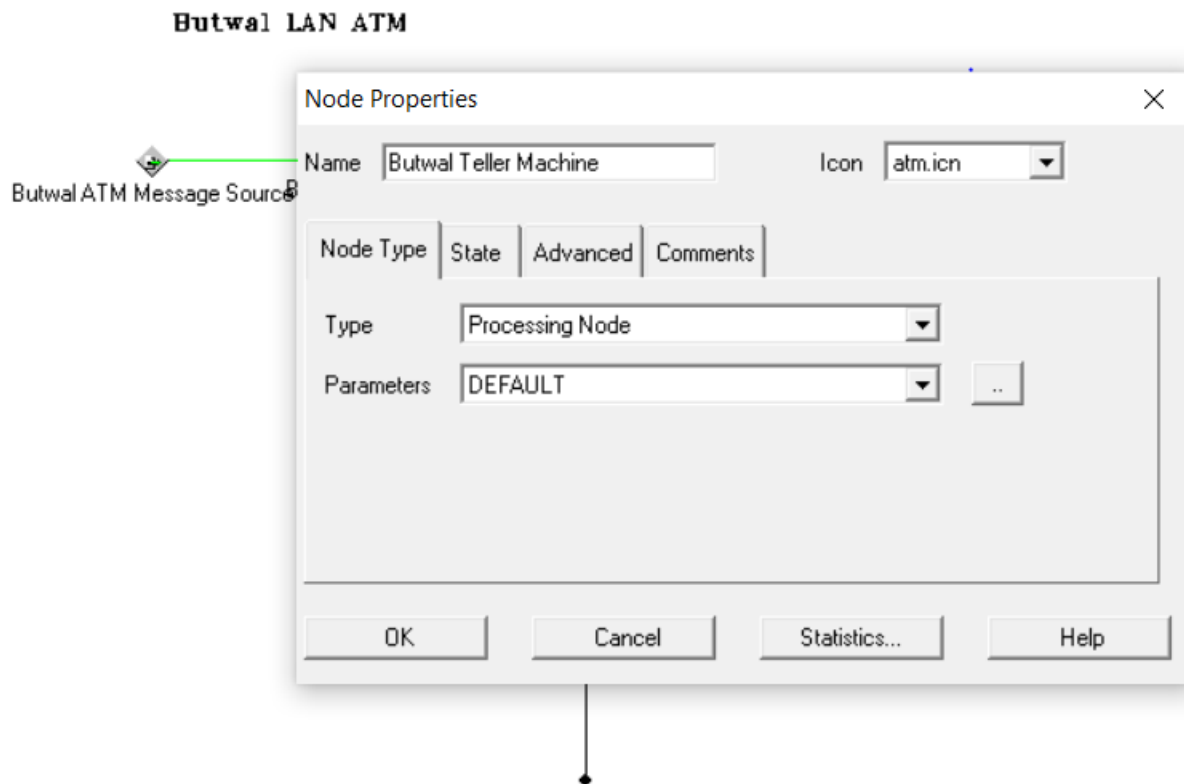 Butwal LAN ATM
Node Properties
Name Butwal Teller Machine Icon atm.icn
Butwal ATM Message Source B
Node Type State Advanced Comments
Type Processing Node
Parameters DEFAULT ..
OK Cancel Statistics... Help